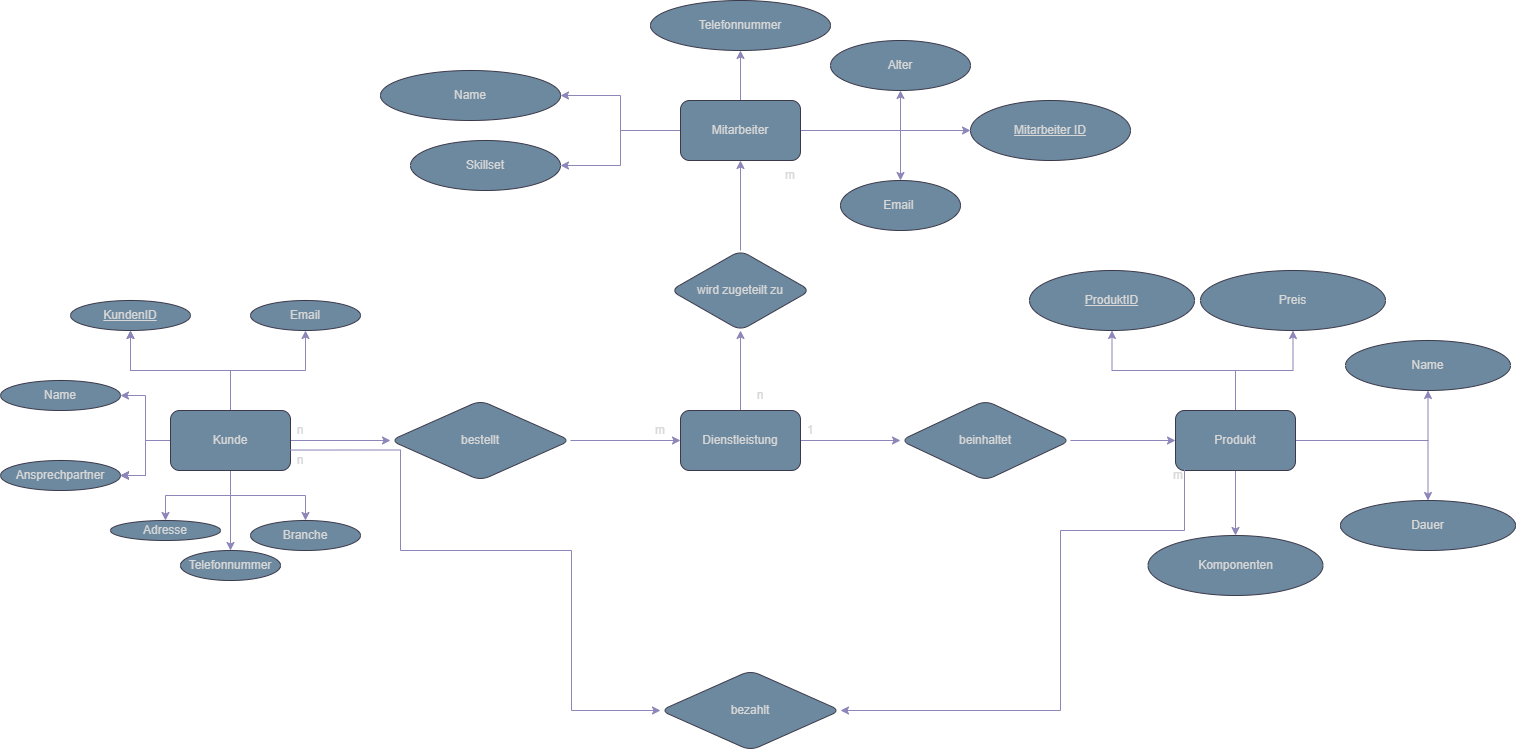 Telefonnummer
Alter
Name
Mitarbeiter
Mitarbeiter ID
Skillset
m
Email
wird zugeteilt zu
KundenID
Email
ProduktID
Preis
Name
Name
n
Kunde
n
bestellt
m
Dienstleistung
1
beinhaltet
Produkt
n
Ansprechpartner
m
Adresse
Branche
Dauer
Telefonnummer
Komponenten
bezahlt